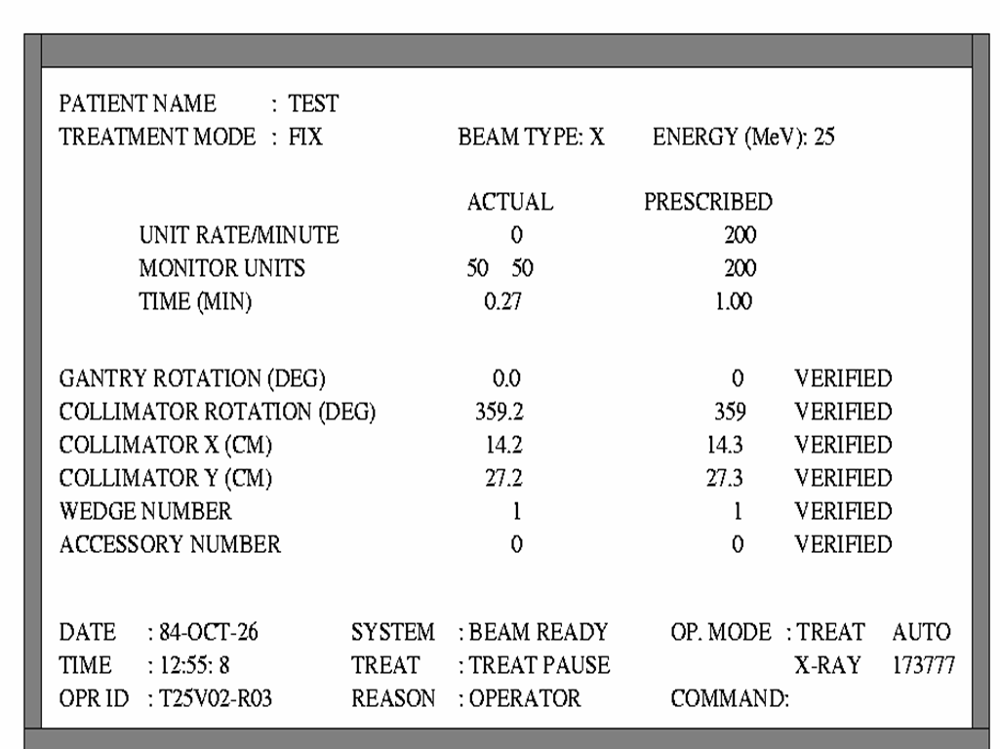 PATIENT NAME : TEST
TREATMENT MODE : FIX BEAM TYPE: X ENERGY (MeV): 25
ACTUAL PRESCRIBED
UNIT RATE/MINUTE 0 200
MONITOR UNITS 50 50 200
TIME (MIN) 0.27 1.00
GANTRY ROTATION (DEG) 0.0 0 VERIFIED
COLLIMATOR ROTATION (DEG) 359.2 359 VERIFIED
COLLIMATOR X (CM) 14.2 14.3 VERIFIED
COLLIMATOR Y (CM) 27.2 27.3 VERIFIED
WEDGE NUMBER 1 1 VERIFIED
ACCESSORY NUMBER 0 0 VERIFIED
DATE : 84-OCT-26 SYSTEM : BEAM READY OP. MODE : TREAT AUTO
TIME : 12:55: 8 TREAT : TREAT PAUSE X-RAY 173777
OPR ID : T25V02-R03 REASON : OPERATOR COMMAND: